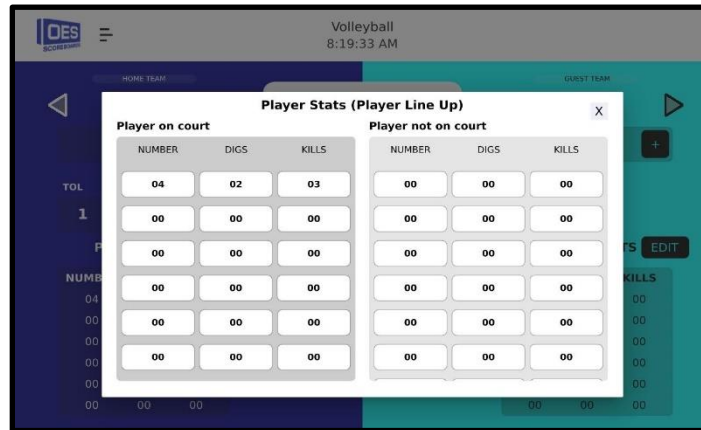 OES
SCOREBOARDS
Volleyball
8:19:33 AM
HOME TEAM
GUEST TEAM
Player Stats (Player Line Up)
X
Player on court
Player not on court
NUMBER DIGS KILLS NUMBER DIGS KILLS
+
04 02 03 00 00 00
TOL
1
00 00 00 00 00 00
P
TS EDIT
00 00 00 00 00 00
NUMB
KILLS
00 00 00 00 00 00
04
00
00
00
00 00 00 00 00 00
00
00
00 00 00 00 00 00
00
00
00
00
00 00 00
00 00 00